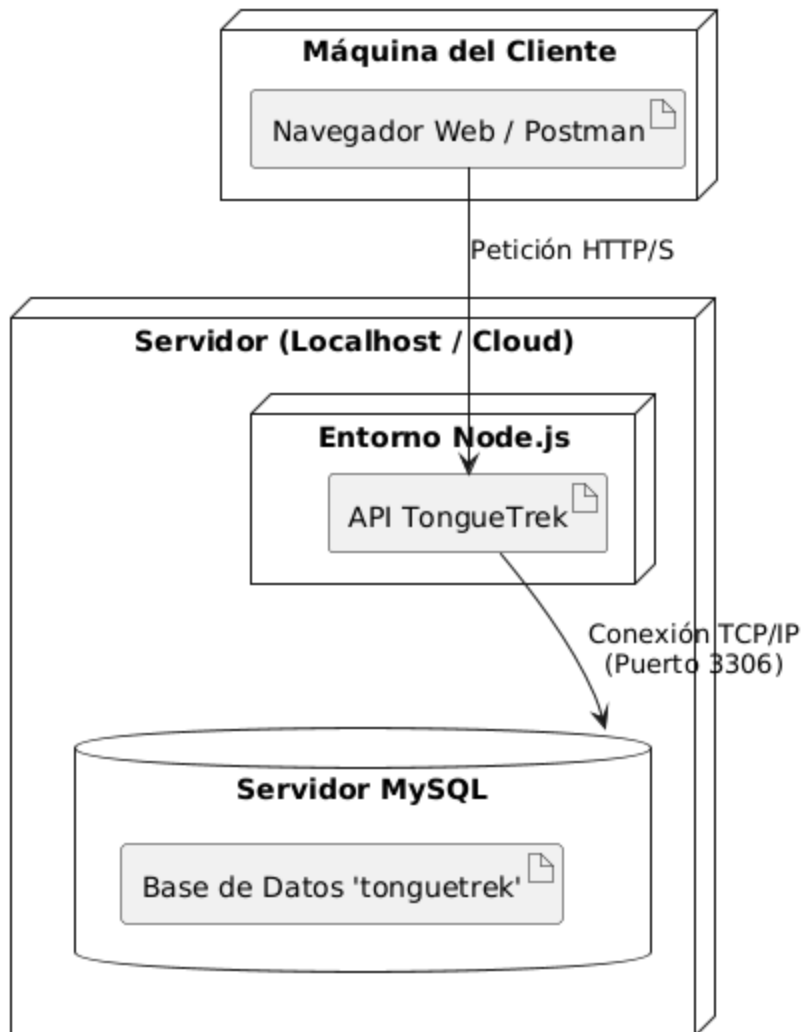 Máquina del Cliente
Navegador Web / Postman
Petición HTTP/S
Servidor (Localhost / Cloud)
Entorno Node.js
API TongueTrek
Conexión TCP/IP
(Puerto 3306)
Servidor MySQL
Base de Datos 'tonguetrek'